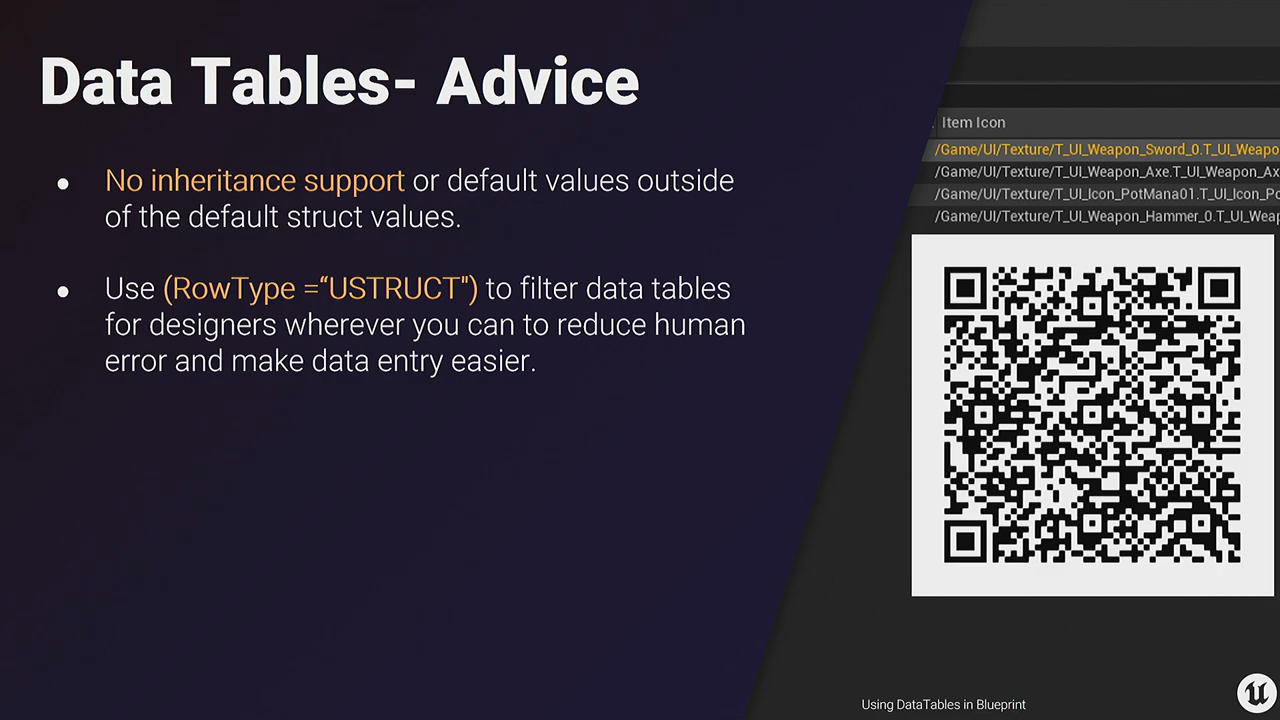 Data Tables- Advice
● No inheritance support or default values outside
of the default struct values.
● Use (RowType =“USTRUCT") to filter data tables
for designers wherever you can to reduce human
error and make data entry easier.
Item Icon
/Game/UI/Texture/T_UI_Weapon_Sword_0.T_UI_Weapo
/Game/UI/Texture/T_UI_Weapon_Axe.T_UI_Weapon_Ax
/Game/UI/Texture/T_UI_Icon_PotMana01.T_UI_Icon_Po
/Game/UI/Texture/T_UI_Weapon_Hammer_0.T_UI_Weap
Using DataTables in Blueprint